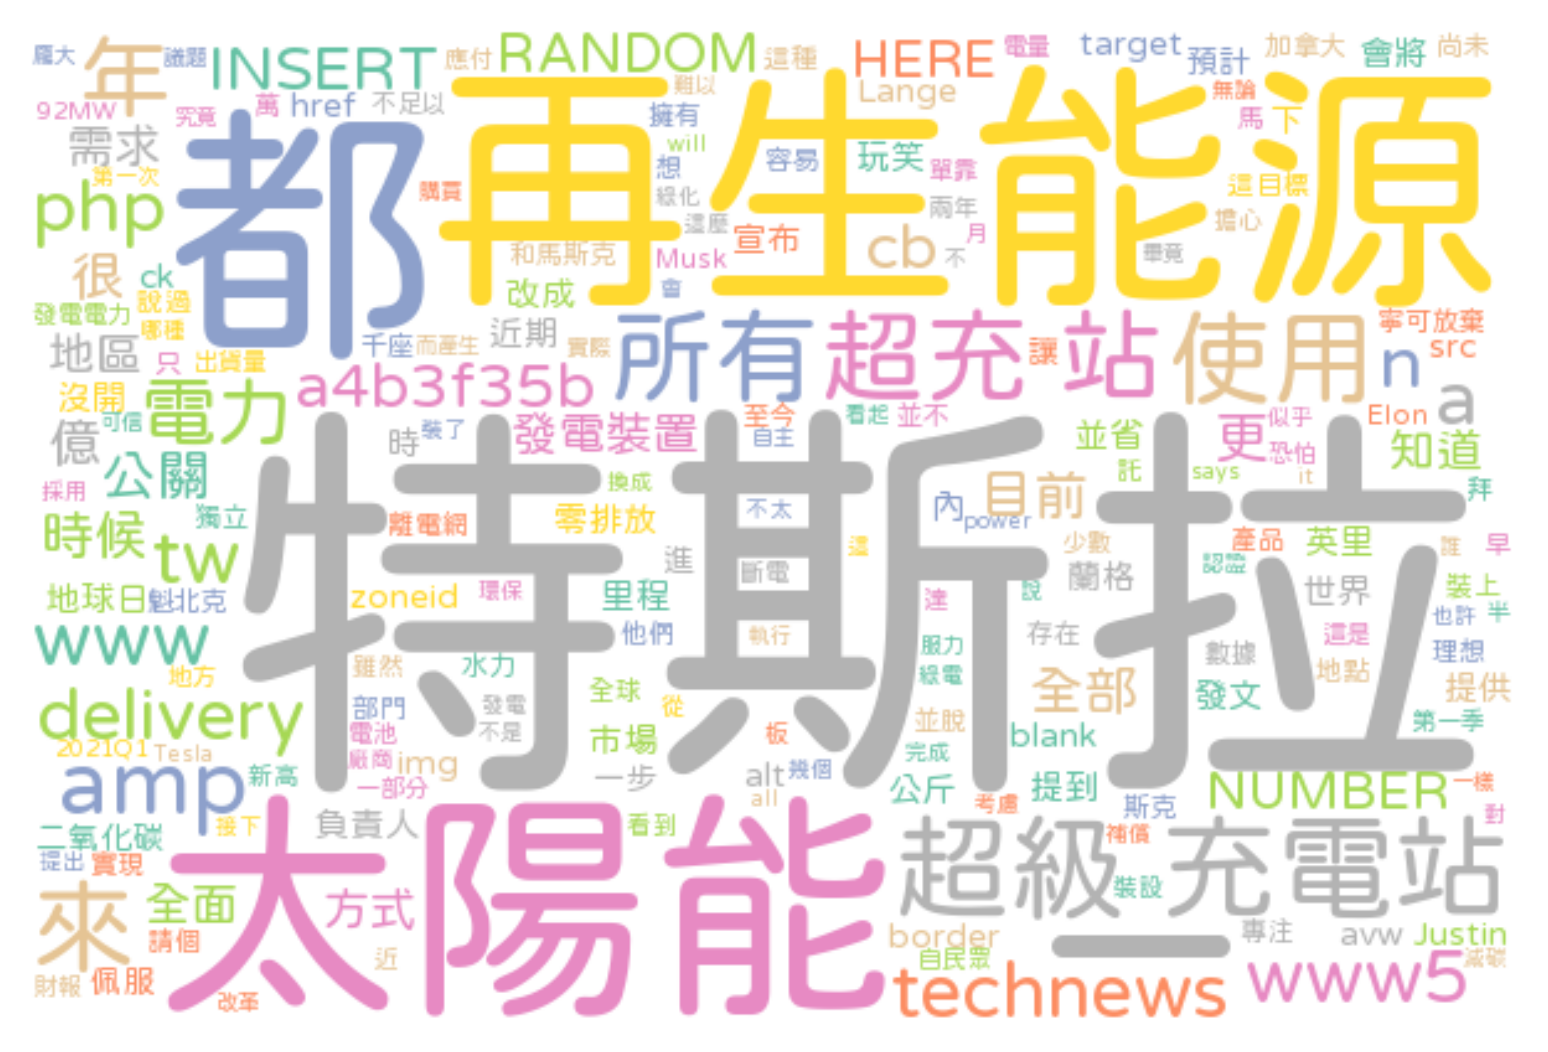 龐大 年 議題 INSERT 應付 RANDOM 這種 HERE 電量 target 預計 加拿大 會將 尚未
92MW 究竟 萬 href 不足以 難以 Lange 無論
需求 第一次 都 再生能源 擁有 will 想 容易 玩笑 單靠 馬 下
php 購買 綠化 這麼 兩年 這目標 擔心
很 ck 和馬斯克 Musk 宣布 cb 不 月 畢竟
發電電力 說過 哪種 改成 會
地區 只 出貨量 千座 而產生 近期 實際 所有 超充站 讓 使用 n 寧可放棄 src
沒開 電力 a4b3f35b a
億 可信 時 裝了 發電裝置 至今 自主 看起 並不 並省 更 似乎 恐怕 Elon 知道
公關 特斯拉 換成 託 says it
採用 獨立 離電網 零排放 不太 內 power 目前 拜
時候 tw 進 斷電 這 少數 蘭格 產品 認證 英里 誰 早
地球日 魁北克 zoneid 環保 里程 達 說 世界 裝上
www 他們 執行 服力 存在 數據 這是 也許 半
地方 雖然 水力 綠電 地點 理想
delivery 部門 發電 全球 從 並脫 全部 發文 提供
2021Q1 Tesla 電池 不是 市場 板 完成 blank 第一季
amp 新高 廠商 img 一步 alt 幾個 公斤 提到 NUMBER 一樣
一部分 all 考慮 斯克 對
二氧化碳 接下 太陽能 負責人 看到 超級充電站 補償
提出 實現 裝設
來 全面 方式 一
請個 近 border 自民眾 專注 avw Justin
財報 佩服 改革 technews www5 減碳